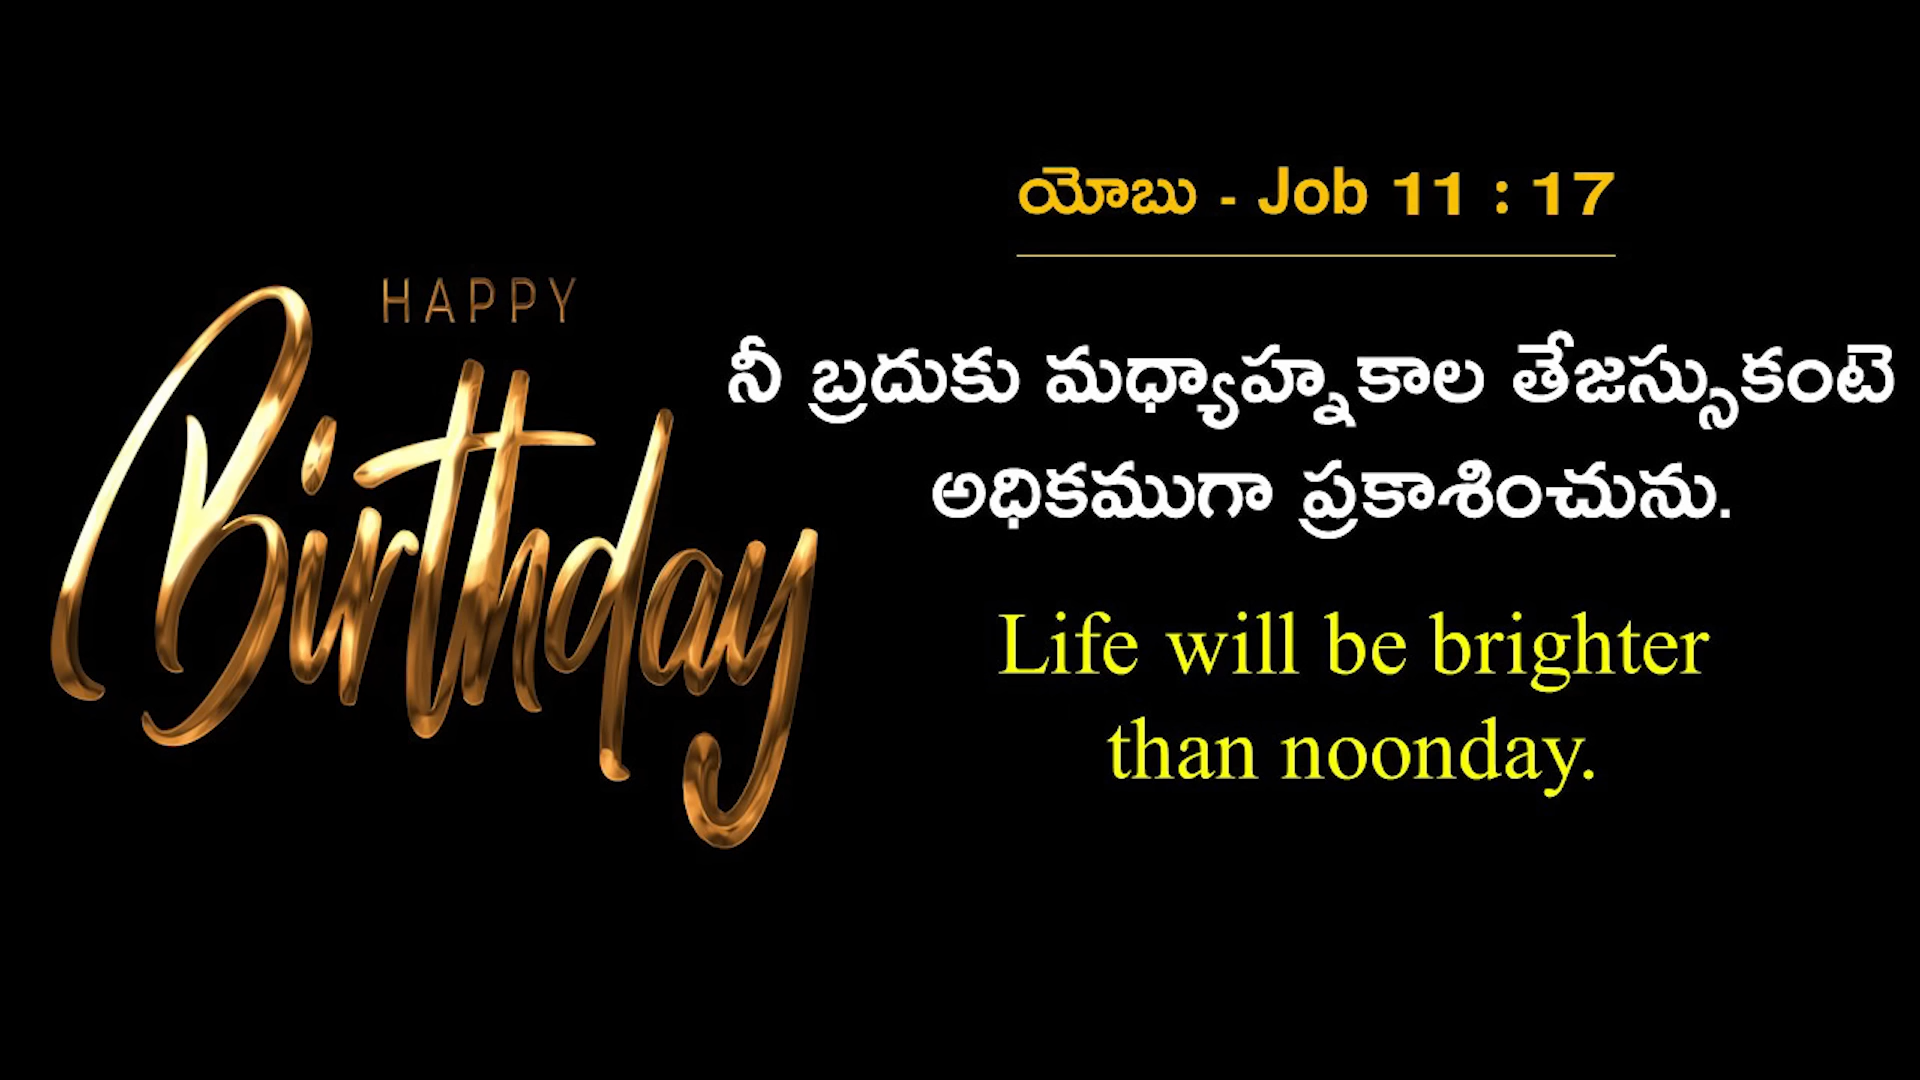 HAPPY
Birthday
యోబు - Job 11 : 17
నీ బ్రదుకు మధ్యాహ్నకాల తేజస్సుకంటె
అధికముగా ప్రకాశించును.
Life will be brighter
than noonday.